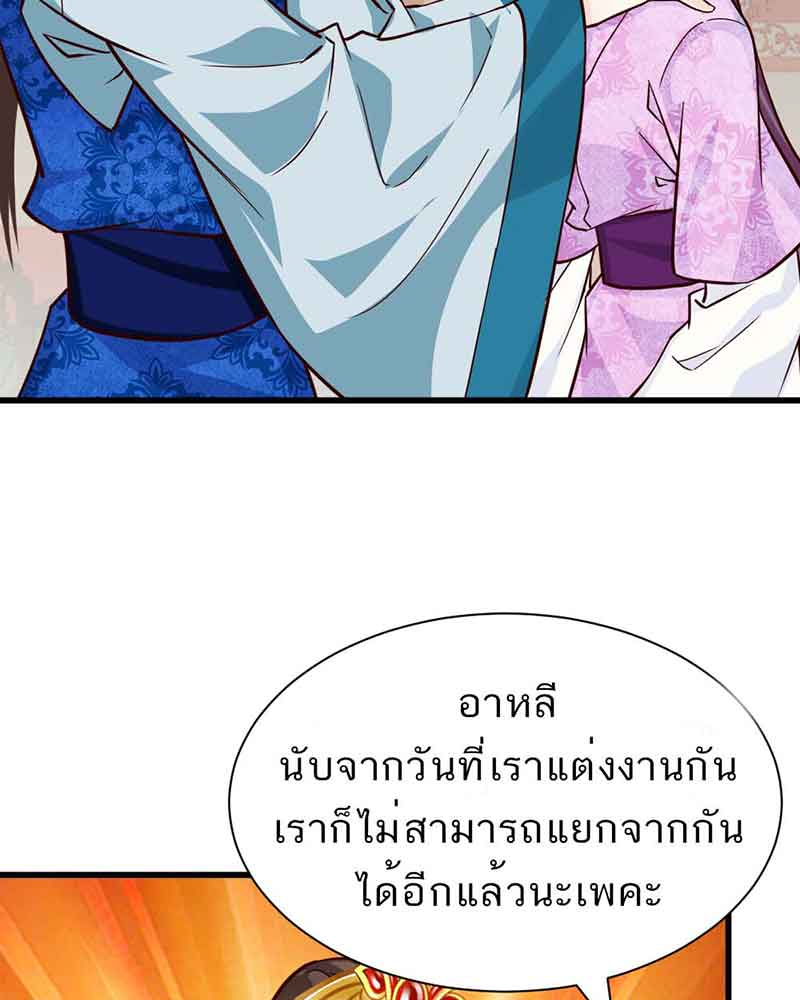 อาหลี
นับจากวันที่เราแต่งงานกัน
เราก็ไม่สามารถแยกจากกัน
ได้อีกแล้วนะเพคะ